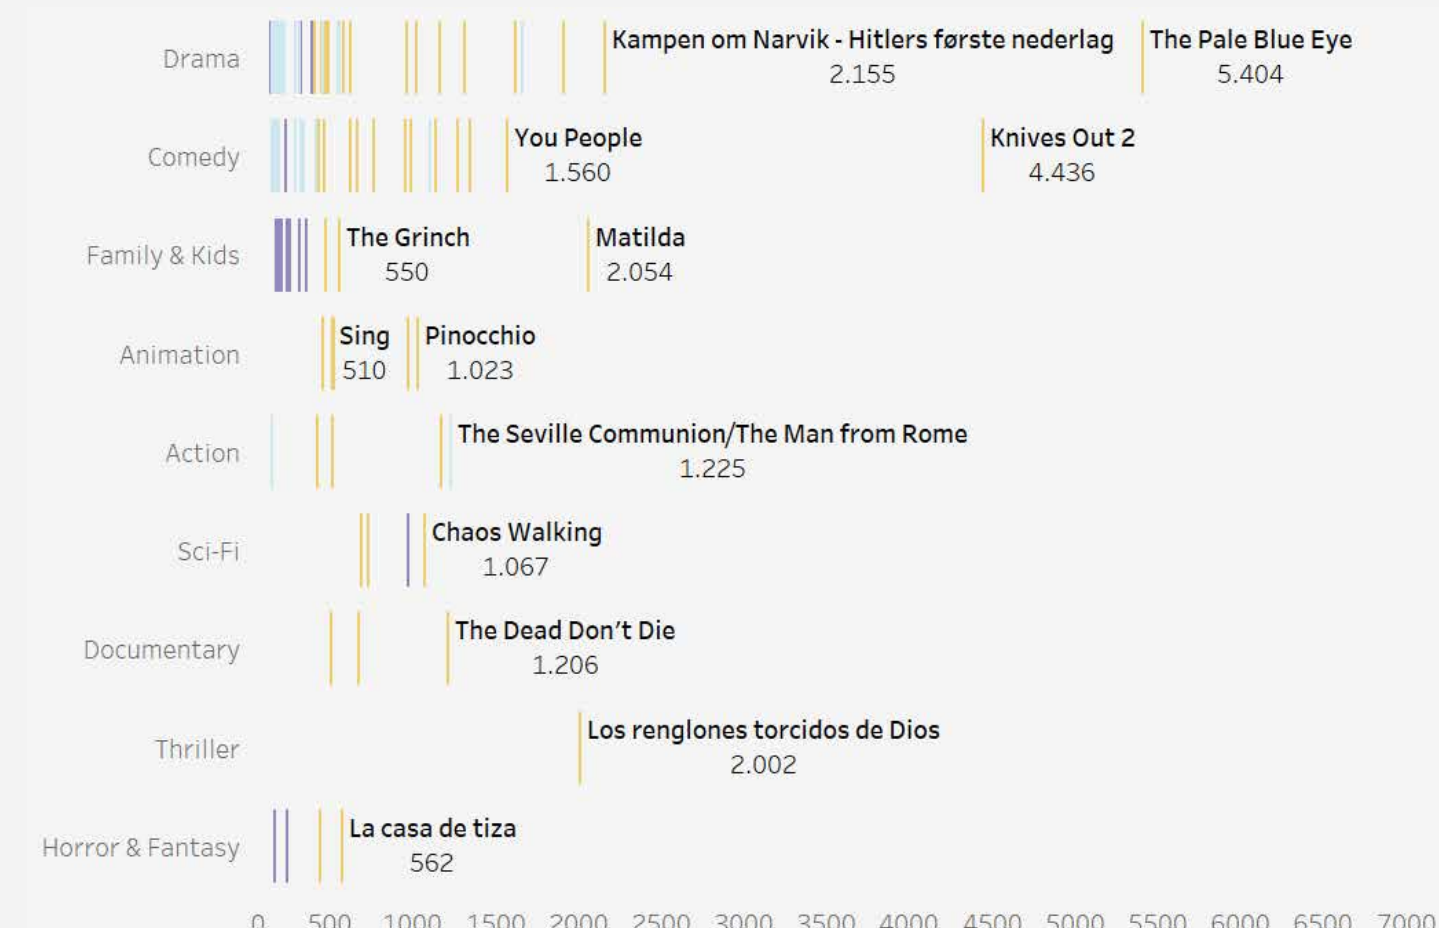 Drama
Kampen om Narvik - Hitlers første nederlag
2.155
The Pale Blue Eye
5.404
Comedy
You People
1.560
Knives Out 2
4.436
Family & Kids
The Grinch
550
Matilda
2.054
Animation
Sing
510
Pinocchio
1.023
Action
The Seville Communion/The Man from Rome
1.225
Sci-Fi
Chaos Walking
1.067
Documentary
The Dead Don't Die
1.206
Thriller
Los renglones torcidos de Dios
2.002
Horror & Fantasy
La casa de tiza
562
0 500 1000 1500 2000 2500 3000 3500 4000 4500 5000 5500 6000 6500 7000